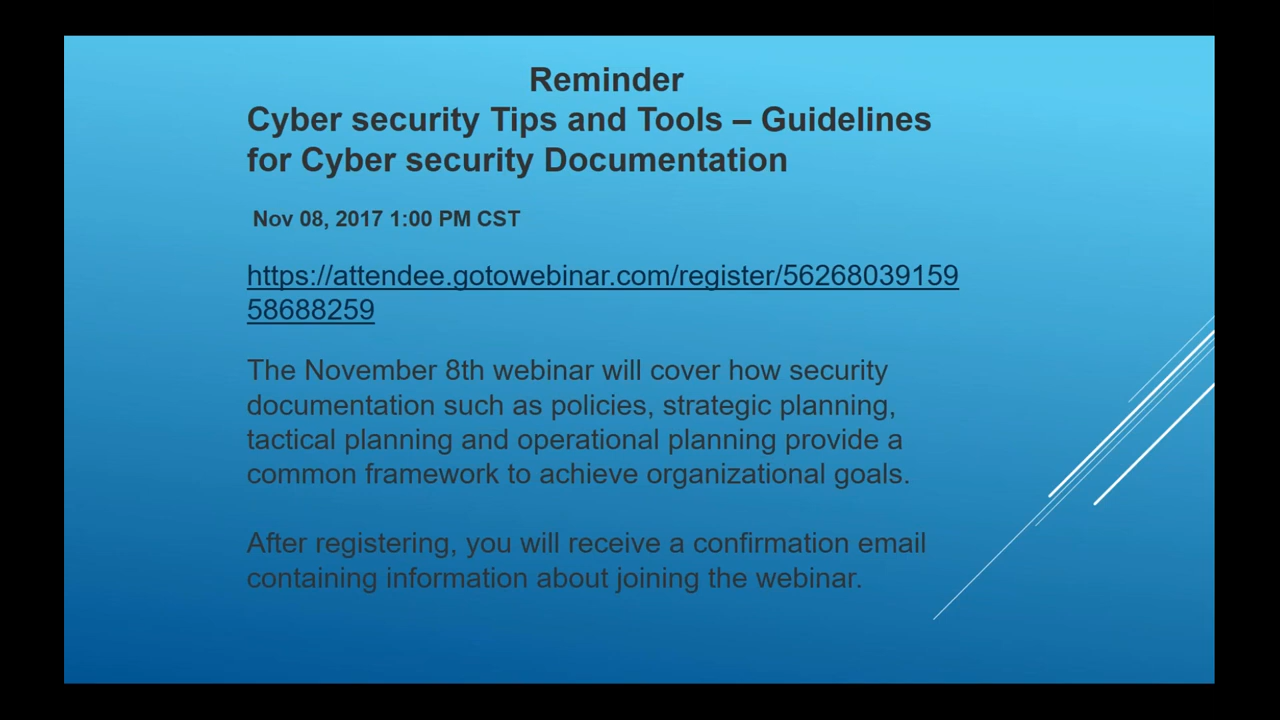 Reminder
Cyber security Tips and Tools – Guidelines
for Cyber security Documentation
Nov 08, 2017 1:00 PM CST
https://attendee.gotowebinar.com/register/56268039159
58688259
The November 8th webinar will cover how security
documentation such as policies, strategic planning,
tactical planning and operational planning provide a
common framework to achieve organizational goals.
After registering, you will receive a confirmation email
containing information about joining the webinar.